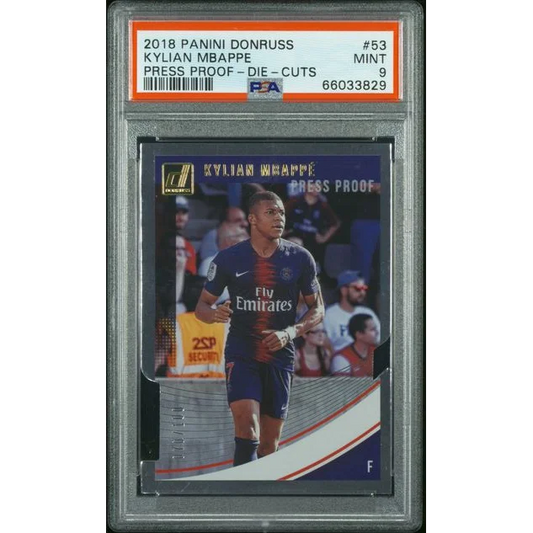 2018 PANINI DONRUSS #53
KYLIAN MBAPPE MINT
PRESS PROOF-DIE-CUTS 9
PSA 66033829
DONRUSS
KYLIAN MBAPPÉ
PRESS PROOF
Fly
Emirates
2SP
SECURITY
F